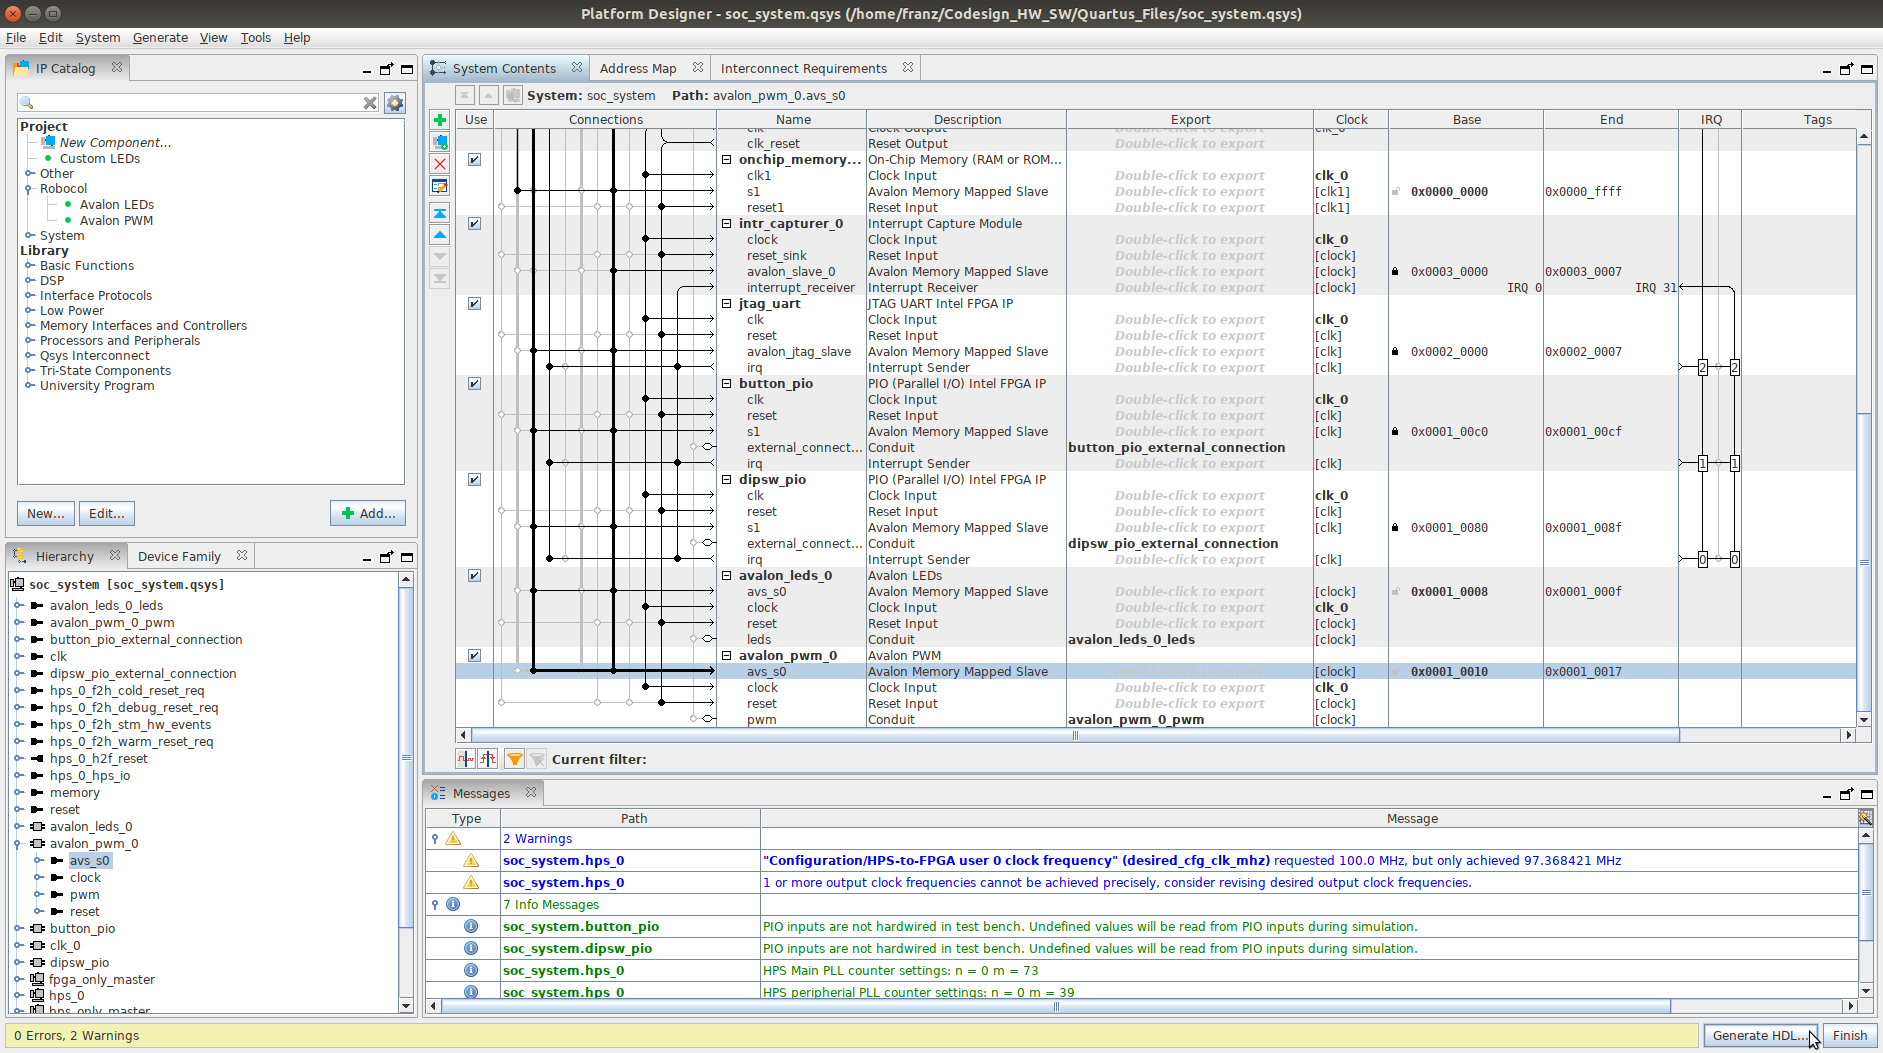 Platform Designer - soc_system.qsys (/home/franz/Codesign_HW_SW/Quartus_Files/soc_system.qsys)
File Edit System Generate View Tools Help
IP Catalog
Project
New Component...
Custom LEDs
Other
Robocol
Avalon LEDs
Avalon PWM
System
Library
Basic Functions
DSP
Interface Protocols
Low Power
Memory Interfaces and Controllers
Processors and Peripherals
Qsys Interconnect
Tri-State Components
University Program
New... Edit... Add...
Hierarchy Device Family
soc_system [soc_system.qsys]
avalon_leds_0_leds
avalon_pwm_0_pwm
button_pio_external_connection
clk
dipsw_pio_external_connection
hps_0_f2h_cold_reset_req
hps_0_f2h_debug_reset_req
hps_0_f2h_stm_hw_events
hps_0_f2h_warm_reset_req
hps_0_h2f_reset
hps_0_hps_io
memory
reset
avalon_leds_0
avalon_pwm_0
avs_s0
clock
pwm
reset
button_pio
clk_0
dipsw_pio
fpga_only_master
hps_0
hps_only_master
System Contents Address Map Interconnect Requirements
System: soc_system Path: avalon_pwm_0.avs_s0
Use Connections Name Description Export Clock Base End IRQ Tags
clk Clock Output Double-click to export clk_0
clk_reset Reset Output Double-click to export
onchip_memory... On-Chip Memory (RAM or ROM...
clk1 Clock Input Double-click to export clk_0
s1 Avalon Memory Mapped Slave Double-click to export [clk1] 0x0000_0000 0x0000_ffff
reset1 Reset Input Double-click to export [clk1]
intr_capturer_0 Interrupt Capture Module
clock Clock Input Double-click to export clk_0
reset_sink Reset Input Double-click to export [clock]
avalon_slave_0 Avalon Memory Mapped Slave Double-click to export [clock] 0x0003_0000 0x0003_0007
interrupt_receiver Interrupt Receiver Double-click to export [clock] IRQ 0 IRQ 31
jtag_uart JTAG UART Intel FPGA IP
clk Clock Input Double-click to export clk_0
reset Reset Input Double-click to export [clk]
avalon_jtag_slave Avalon Memory Mapped Slave Double-click to export [clk] 0x0002_0000 0x0002_0007
irq Interrupt Sender Double-click to export [clk] 2 2
button_pio PIO (Parallel I/O) Intel FPGA IP
clk Clock Input Double-click to export clk_0
reset Reset Input Double-click to export [clk]
s1 Avalon Memory Mapped Slave Double-click to export [clk] 0x0001_00c0 0x0001_00cf
external_connect... Conduit button_pio_external_connection
irq Interrupt Sender Double-click to export [clk] 1 1
dipsw_pio PIO (Parallel I/O) Intel FPGA IP
clk Clock Input Double-click to export clk_0
reset Reset Input Double-click to export [clk]
s1 Avalon Memory Mapped Slave Double-click to export [clk] 0x0001_0080 0x0001_008f
external_connect... Conduit dipsw_pio_external_connection
irq Interrupt Sender Double-click to export [clk] 0 0
avalon_leds_0 Avalon LEDs
avs_s0 Avalon Memory Mapped Slave Double-click to export [clock] 0x0001_0008 0x0001_000f
clock Clock Input Double-click to export clk_0
reset Reset Input Double-click to export [clock]
leds Conduit avalon_leds_0_leds [clock]
avalon_pwm_0 Avalon PWM
avs_s0 Avalon Memory Mapped Slave Double-click to export [clock] 0x0001_0010 0x0001_0017
clock Clock Input Double-click to export clk_0
reset Reset Input Double-click to export [clock]
pwm Conduit avalon_pwm_0_pwm [clock]
Current filter:
Messages
Type Path Message
2 Warnings
soc_system.hps_0 "Configuration/HPS-to-FPGA user 0 clock frequency" (desired_cfg_clk_mhz) requested 100.0 MHz, but only achieved 97.368421 MHz
soc_system.hps_0 1 or more output clock frequencies cannot be achieved precisely, consider revising desired output clock frequencies.
7 Info Messages
soc_system.button_pio PIO inputs are not hardwired in test bench. Undefined values will be read from PIO inputs during simulation.
soc_system.dipsw_pio PIO inputs are not hardwired in test bench. Undefined values will be read from PIO inputs during simulation.
soc_system.hps_0 HPS Main PLL counter settings: n = 0 m = 73
soc_system.hps_0 HPS peripherial PLL counter settings: n = 0 m = 39
0 Errors, 2 Warnings
Generate HDL... Finish